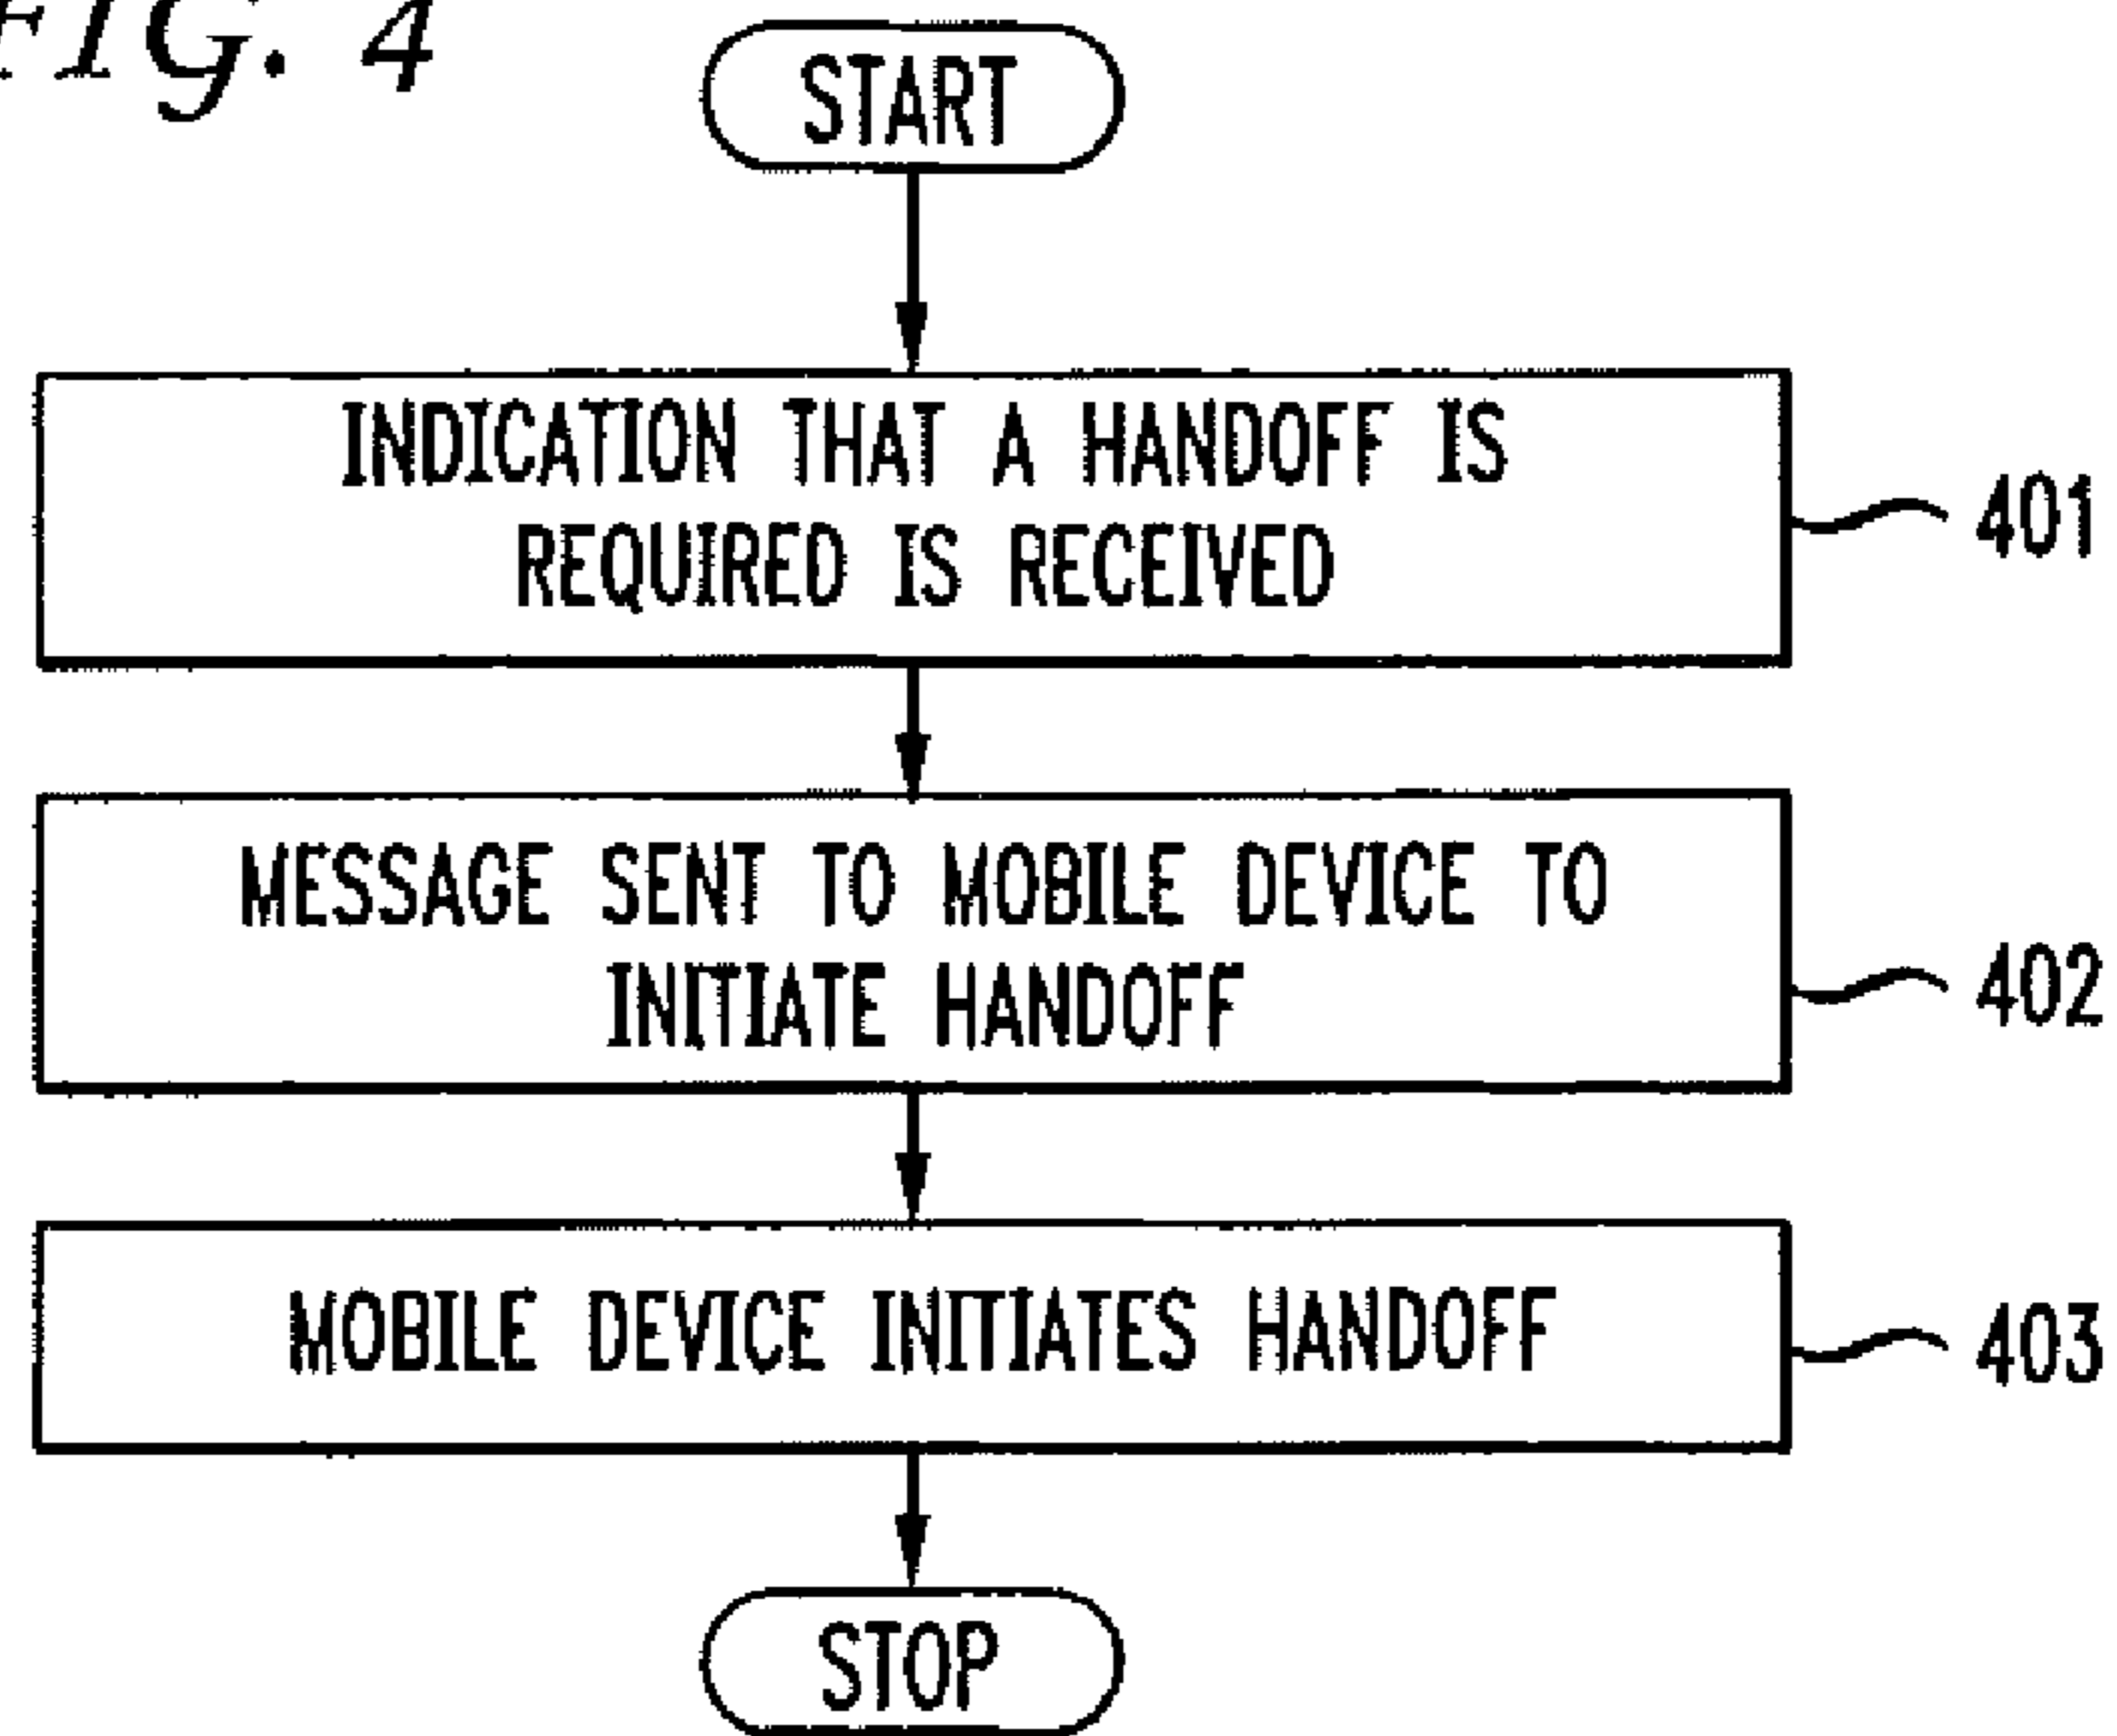 FIG. 4
START
INDICATION THAT A HANDOFF IS
REQUIRED IS RECEIVED
401
MESSAGE SENT TO MOBILE DEVICE TO
INITIATE HANDOFF
402
MOBILE DEVICE INITIATES HANDOFF
403
STOP